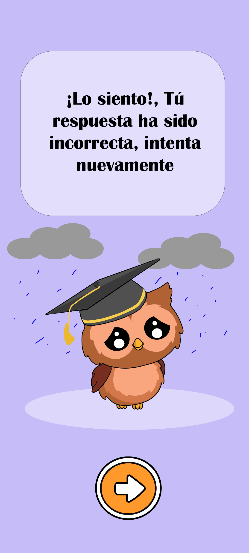 ¡Lo siento!, Tú
respuesta ha sido
incorrecta, intenta
nuevamente